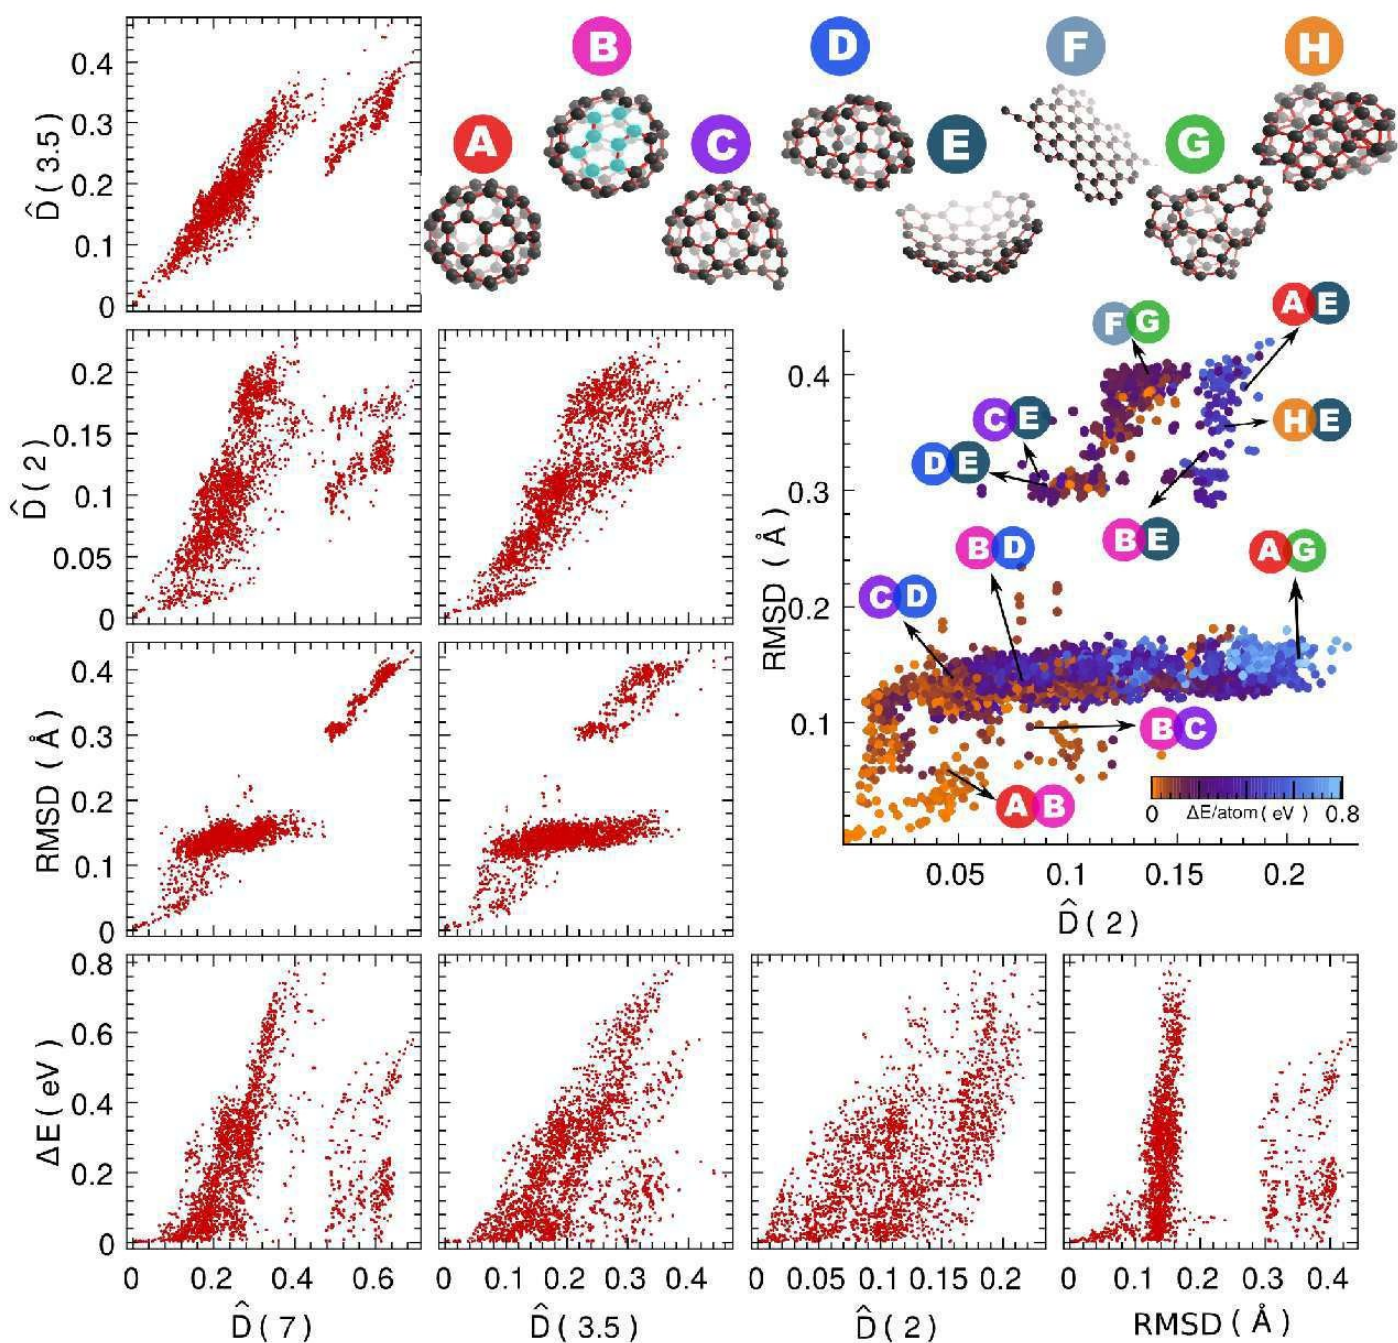 B D F H
A C E G
0.4
0.3
0.2
0.1
0
D̂ ( 3.5 )
0.2
0.15
0.1
0.05
0
D̂ ( 2 )
0.4
0.3
0.2
0.1
0
RMSD ( Å )
F G
A E
C E
H E
D E
B E
B D
A G
C D
B C
A B
0.4
0.3
0.2
0.1
RMSD ( Å )
0 ΔE/atom ( eV ) 0.8
0.05 0.1 0.15 0.2
D̂ ( 2 )
0.8
0.6
0.4
0.2
0
ΔE ( eV )
0 0.2 0.4 0.6
D̂ ( 7 )
0 0.1 0.2 0.3 0.4
D̂ ( 3.5 )
0 0.05 0.1 0.15 0.2
D̂ ( 2 )
0 0.1 0.2 0.3 0.4
RMSD ( Å )